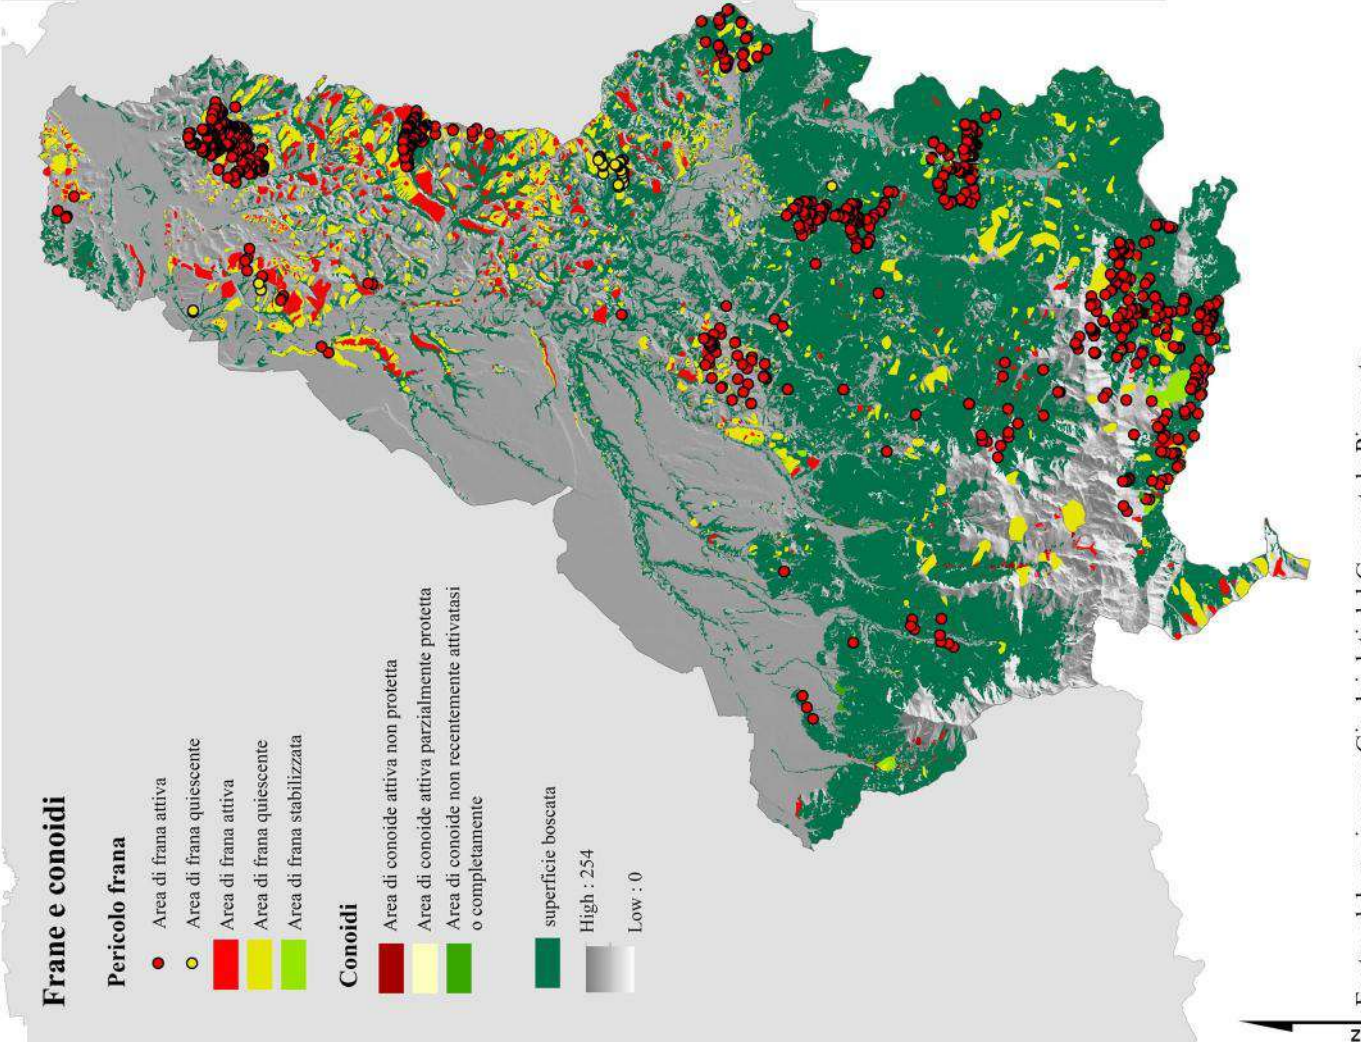 Frane e conoidi
Pericolo frana
Area di frana attiva
Area di frana quiescente
Area di frana attiva
Area di frana quiescente
Area di frana stabilizzata
Conoidi
Area di conoide attiva non protetta
Area di conoide attiva parzialmente protetta
Area di conoide non recentemente attivatasi
o completamente
superficie boscata
High : 254
Low : 0
N